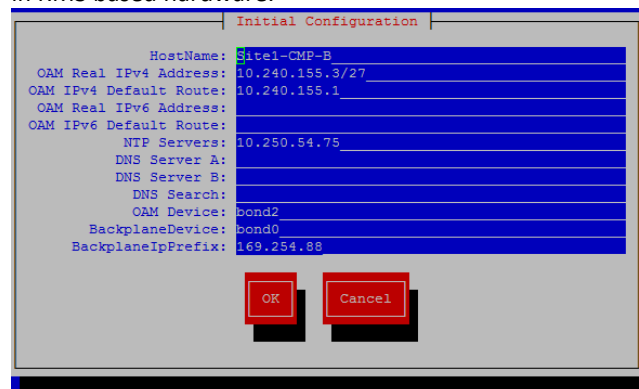 Initial Configuration
HostName: Site1-CMP-B
OAM Real IPv4 Address: 10.240.155.3/27
OAM IPv4 Default Route: 10.240.155.1
OAM Real IPv6 Address:
OAM IPv6 Default Route:
NTP Servers: 10.250.54.75
DNS Server A:
DNS Server B:
DNS Search:
OAM Device: bond2
BackplaneDevice: bond0
BackplaneIpPrefix: 169.254.88
OK Cancel